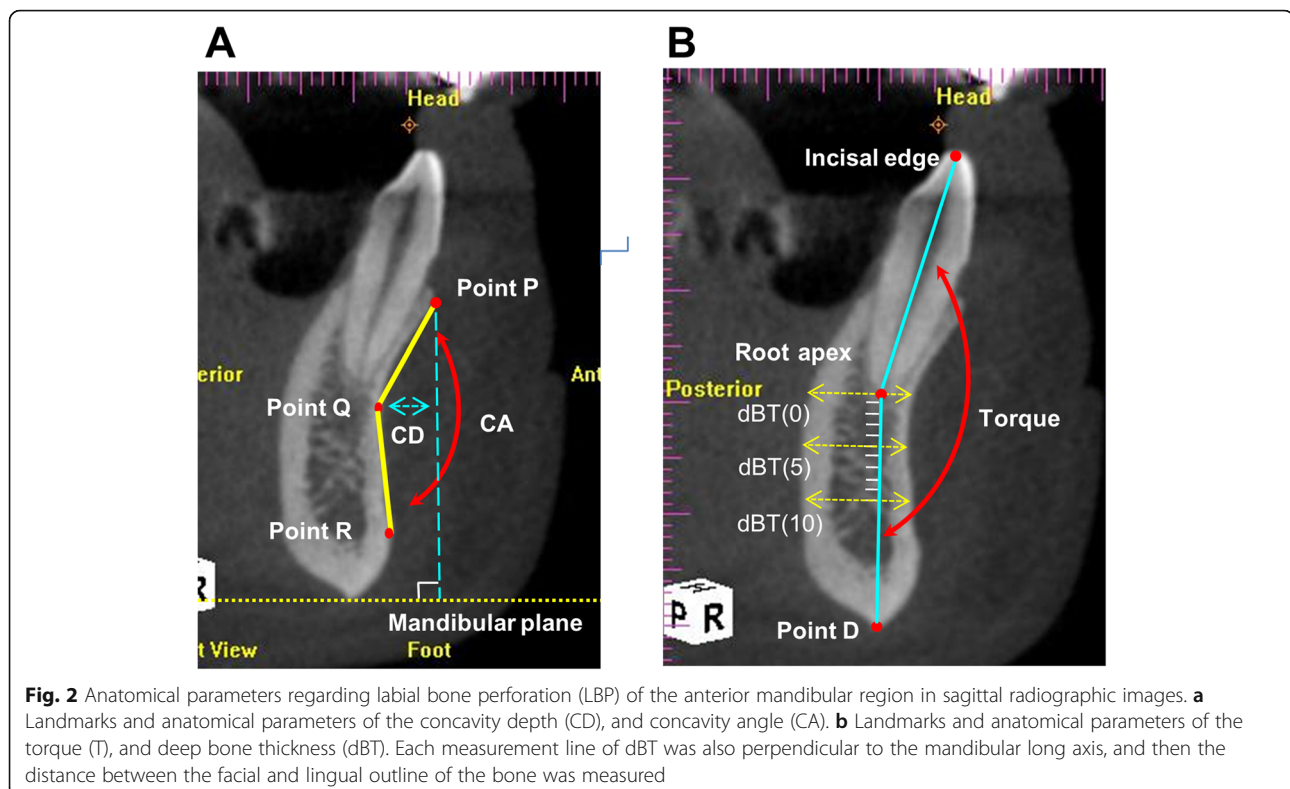 A
B
Head
Head
Incisal edge
Point P
Root apex
erior
Ant
Posterior
Point Q
CD
CA
dBT(0)
Torque
dBT(5)
dBT(10)
Point R
R
Mandibular plane
P R
Point D
t View
Foot
Fig. 2 Anatomical parameters regarding labial bone perforation (LBP) of the anterior mandibular region in sagittal radiographic images. a
Landmarks and anatomical parameters of the concavity depth (CD), and concavity angle (CA). b Landmarks and anatomical parameters of the
torque (T), and deep bone thickness (dBT). Each measurement line of dBT was also perpendicular to the mandibular long axis, and then the
distance between the facial and lingual outline of the bone was measured